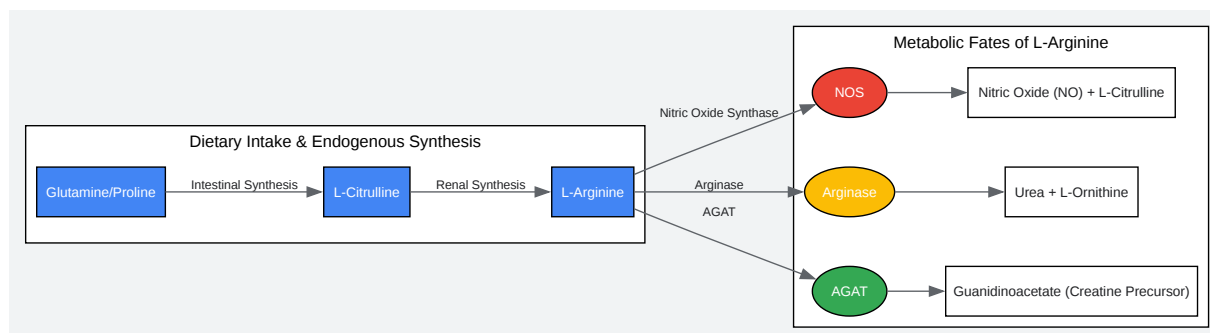 Metabolic Fates of L-Arginine
NOS
Nitric Oxide (NO) + L-Citrulline
Nitric Oxide Synthase
Dietary Intake & Endogenous Synthesis
Glutamine/Proline
Intestinal Synthesis
L-Citrulline
Renal Synthesis
L-Arginine
Arginase
Arginase
Urea + L-Ornithine
AGAT
AGAT
Guanidinoacetate (Creatine Precursor)